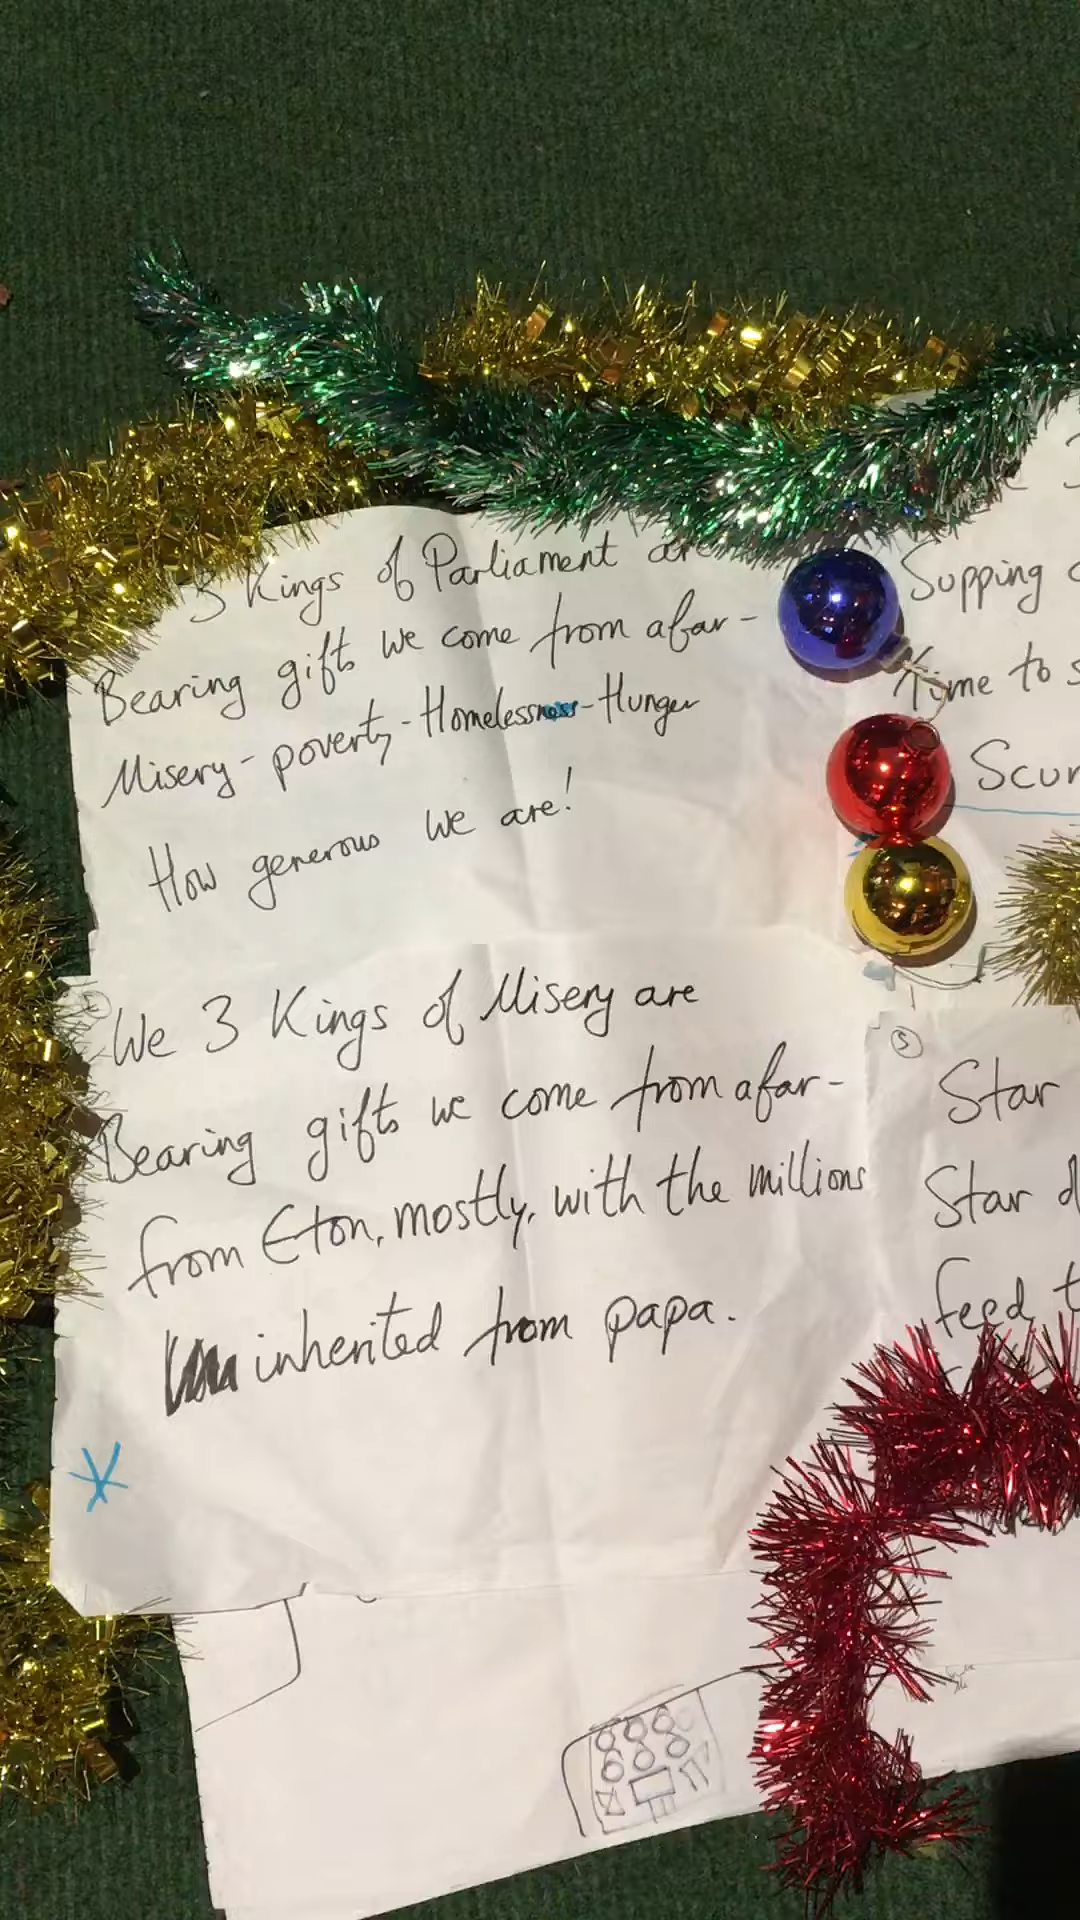 3 Kings of Parliament are
Bearing gifts we come from afar-
Misery-poverty-Homelessness-Hunger
How generous we are!
We 3 Kings of Misery are
Bearing gifts we come from afar-
from Eton, mostly, with the millions
inherited from papa.
Supping
Time to s
Scur
5
Star
Star d
feed t